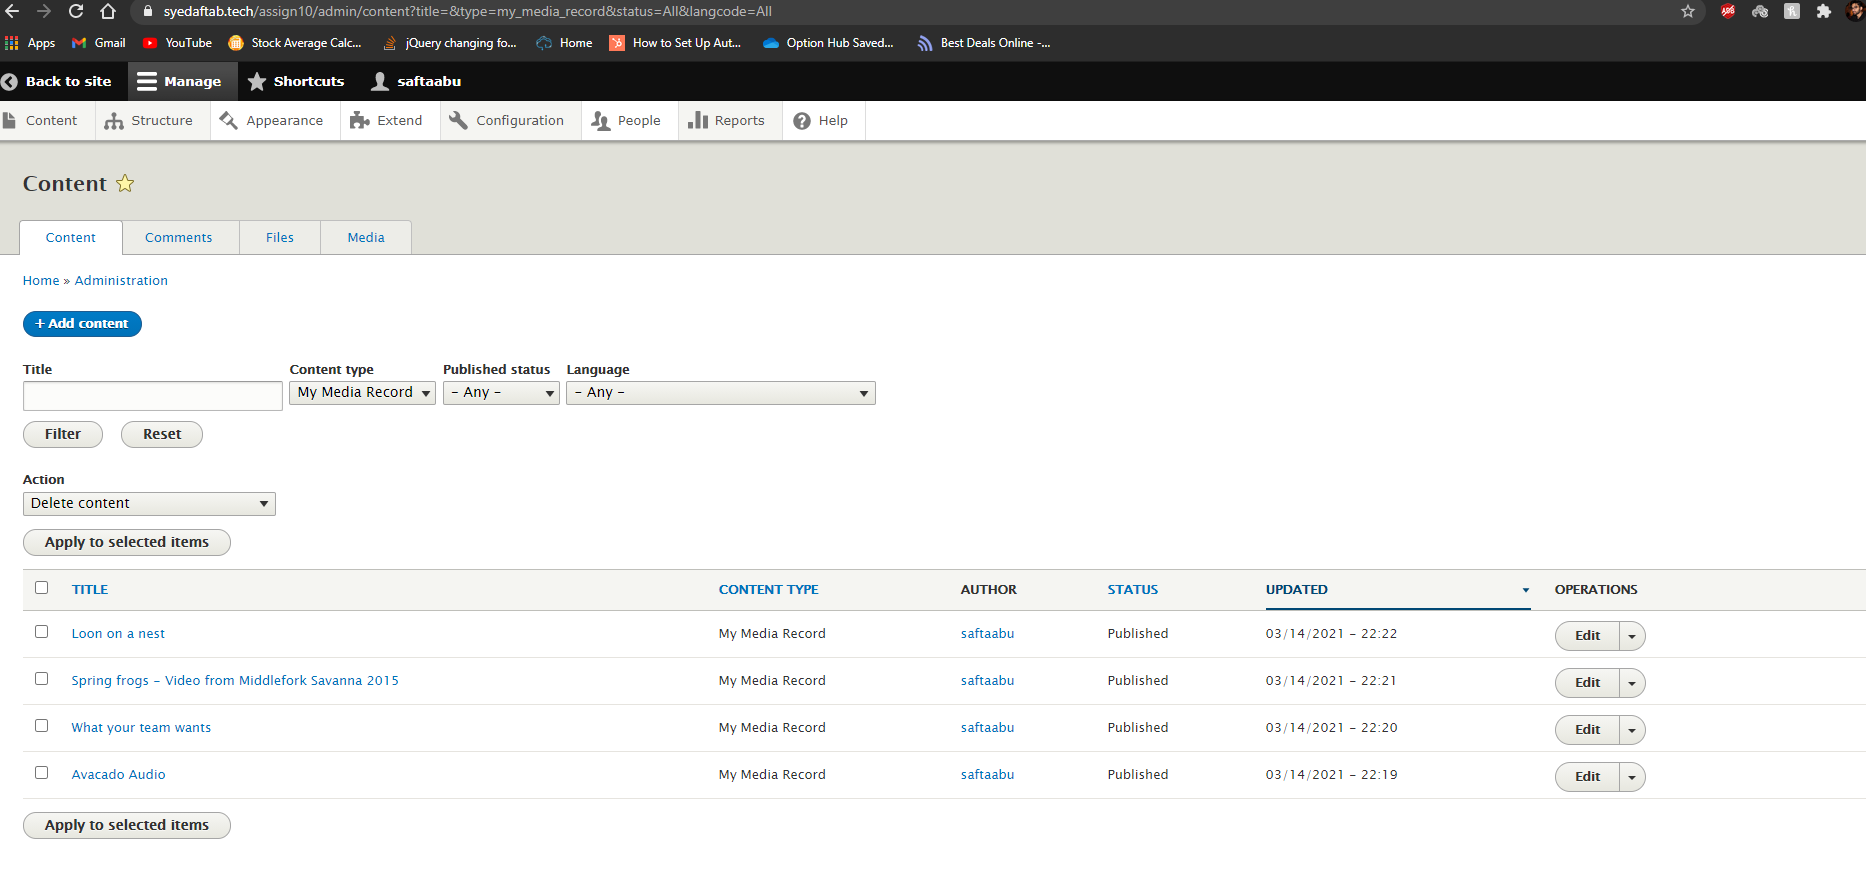 syedaftab.tech/assign10/admin/content?title=&type=my_media_record&status=All&langcode=All
Apps Gmail YouTube Stock Average Calc... jQuery changing fo... Home How to Set Up Aut... Option Hub Saved... Best Deals Online -...
Back to site Manage Shortcuts saftaabu
Content Structure Appearance Extend Configuration People Reports Help
Content
Content Comments Files Media
Home » Administration
+ Add content
Title Content type Published status Language
My Media Record - Any - - Any -
Filter Reset
Action
Delete content
Apply to selected items
TITLE CONTENT TYPE AUTHOR STATUS UPDATED OPERATIONS
Loon on a nest My Media Record saftaabu Published 03/14/2021 - 22:22 Edit
Spring frogs - Video from Middlefork Savanna 2015 My Media Record saftaabu Published 03/14/2021 - 22:21 Edit
What your team wants My Media Record saftaabu Published 03/14/2021 - 22:20 Edit
Avacado Audio My Media Record saftaabu Published 03/14/2021 - 22:19 Edit
Apply to selected items